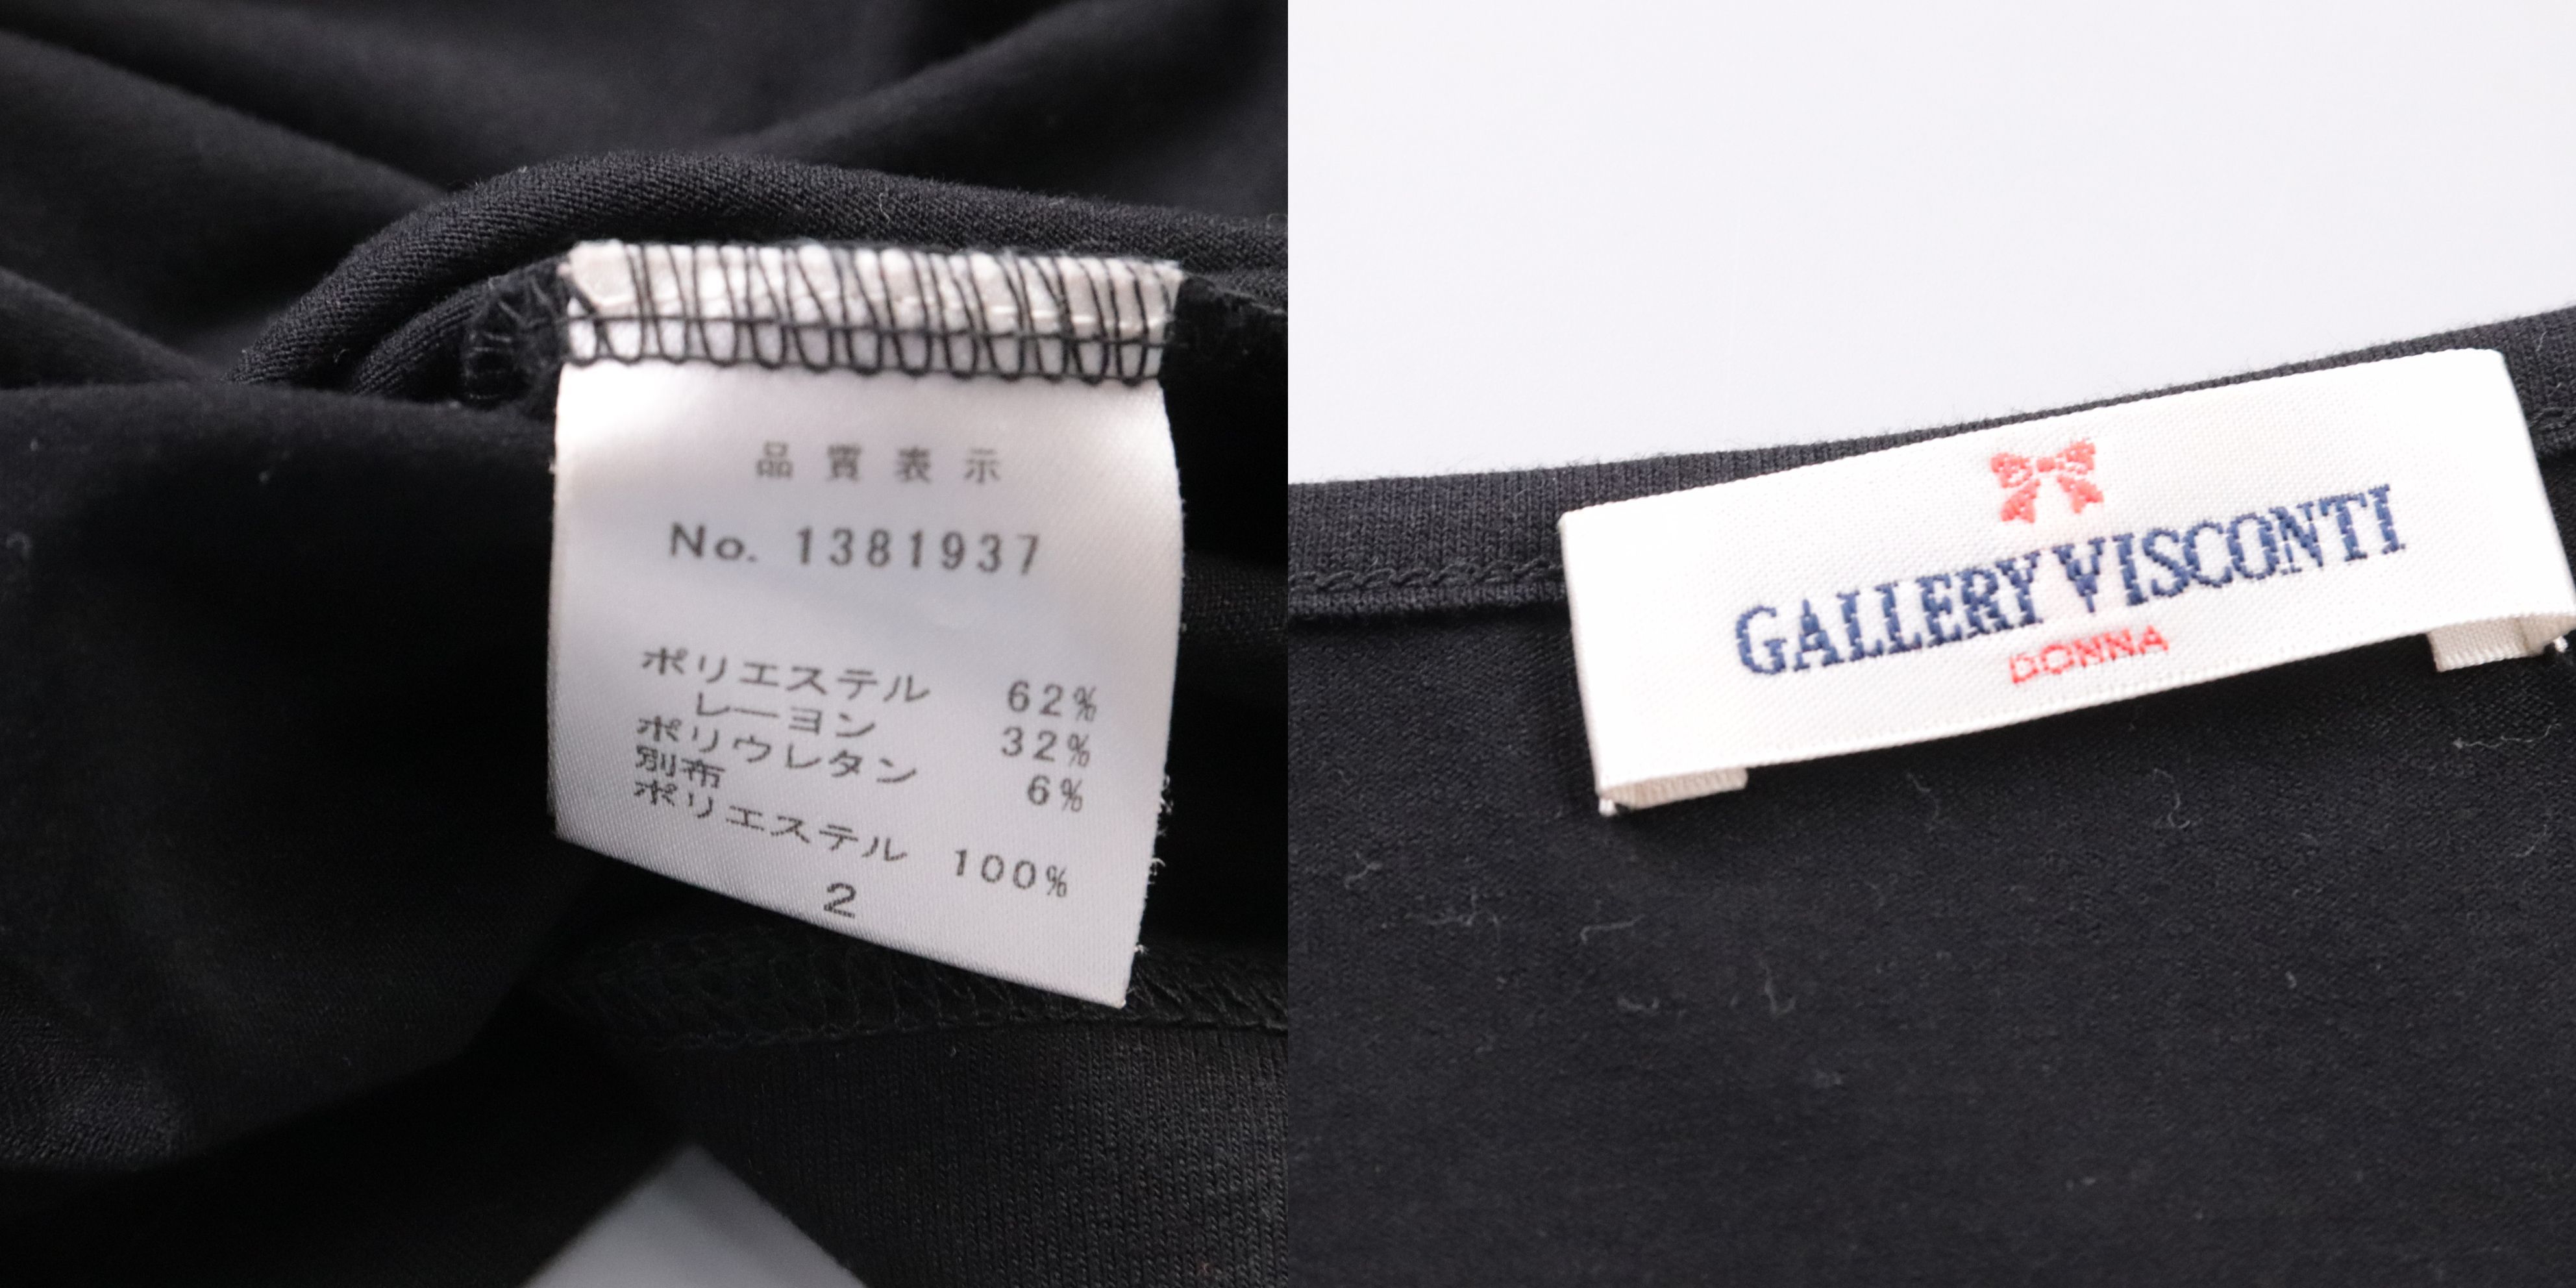 品質表示
No. 1381937
ポリエステル 62%
レーヨン 32%
ポリウレタン 6%
別布
ポリエステル 100%
2
GALLERY VISCONTI
DONNA